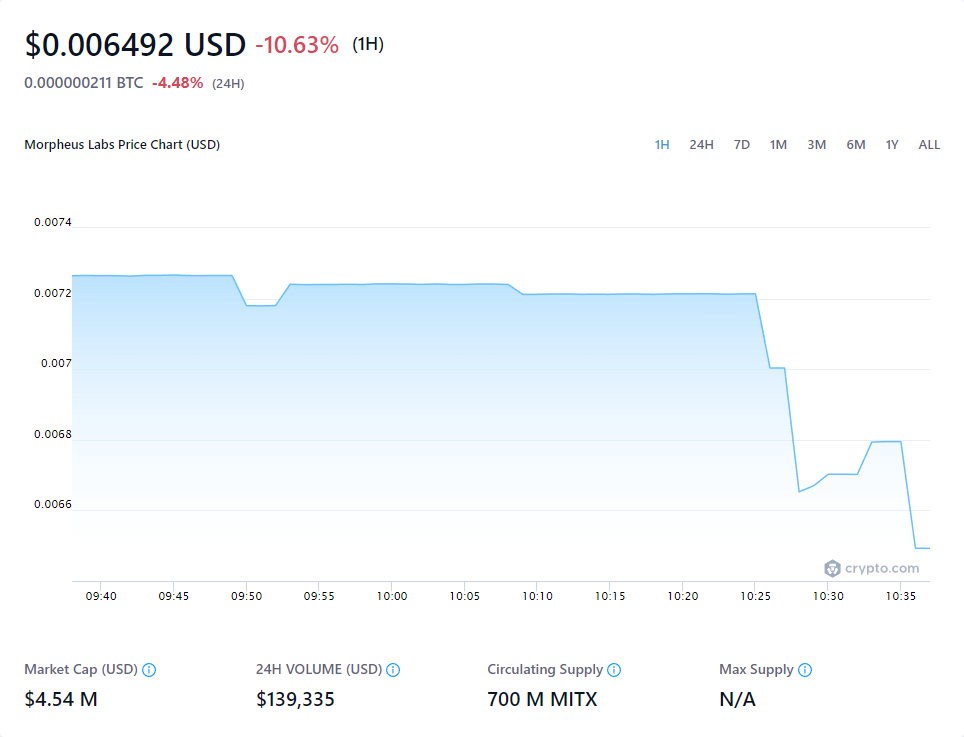 $0.006492 USD -10.63% (1H)
0.000000211 BTC -4.48% (24H)
Morpheus Labs Price Chart (USD) 1H 24H 7D 1M 3M 6M 1Y ALL
0.0074
0.0072
0.007
0.0068
0.0066
crypto.com
09:40 09:45 09:50 09:55 10:00 10:05 10:10 10:15 10:20 10:25 10:30 10:35
Market Cap (USD) 24H VOLUME (USD) Circulating Supply Max Supply
$4.54 M $139,335 700 M MITX N/A